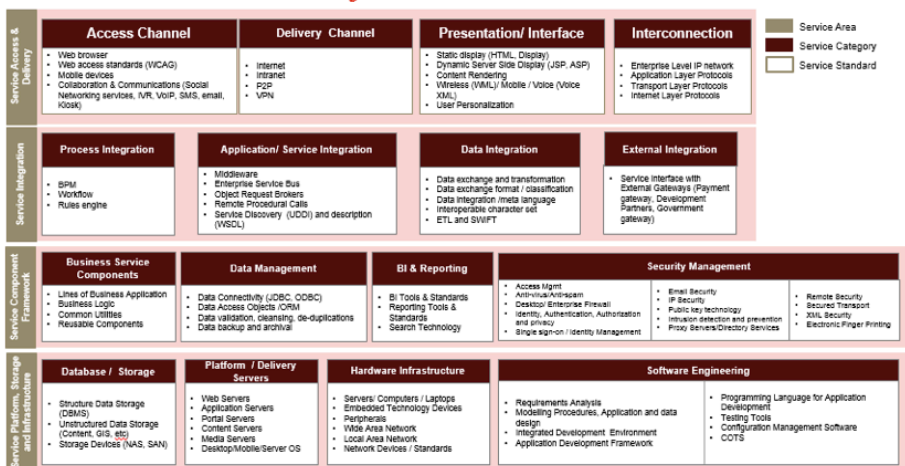 Service Access & Delivery
Access Channel
• Web browser
• Web access standards (WCAG)
• Mobile devices
• Collaboration & Communications (Social
Networking services, IVR, VoIP, SMS, email,
Kiosk)
Delivery Channel
• Internet
• Intranet
• P2P
• VPN
Presentation/ Interface
• Static display (HTML, Display)
• Dynamic Server Side Display (JSP, ASP)
• Content Rendering
• Wireless (WML)/ Mobile / Voice (Voice
XML)
• User Personalization
Interconnection
• Enterprise Level IP network
• Application Layer Protocols
• Transport Layer Protocols
• Internet Layer Protocols
Service Area
Service Category
Service Standard
Service Integration
Process Integration
• BPM
• Workflow
• Rules engine
Application/ Service Integration
• Middleware
• Enterprise Service Bus
• Object Request Brokers
• Remote Procedural Calls
• Service Discovery (UDDI) and description
(WSDL)
Data Integration
• Data exchange and transformation
• Data exchange format / classification
• Data integration /meta language
• Interoperable character set
• ETL and SWIFT
External Integration
• Service Interface with
External Gateways (Payment
gateway, Development
Partners, Government
gateway)
Service Component
Framework
Business Service
Components
• Lines of Business Application
• Business Logic
• Common Utilities
• Reusable Components
Data Management
• Data Connectivity (JDBC, ODBC)
• Data Access Objects /ORM
• Data validation, cleansing, de-duplications
• Data backup and archival
BI & Reporting
• BI Tools & Standards
• Reporting Tools &
Standards
• Search Technology
Security Management
• Access Mgmt
• Anti-virus/Anti-spam
• Desktop/ Enterprise Firewall
• Identity, Authentication, Authorization
and privacy
• Single sign-on / Identity Management
• Email Security
• IP Security
• Public key technology
• Intrusion detection and prevention
• Proxy Servers/Directory Services
• Remote Security
• Secured Transport
• XML Security
• Electronic Finger Printing
Service Platform, Storage
and Infrastructure
Database / Storage
• Structure Data Storage
(DBMS)
• Unstructured Data Storage
(Content, GIS, etc)
• Storage Devices (NAS, SAN)
Platform / Delivery
Servers
• Web Servers
• Application Servers
• Portal Servers
• Content Servers
• Media Servers
• Desktop/Mobile/Server OS
Hardware Infrastructure
• Servers/ Computers / Laptops
• Embedded Technology Devices
• Peripherals
• Wide Area Network
• Local Area Network
• Network Devices / Standards
Software Engineering
• Requirements Analysis
• Modelling Procedures, Application and data
design
• Integrated Development Environment
• Application Development Framework
• Programming Language for Application
Development
• Testing Tools
• Configuration Management Software
• COTS